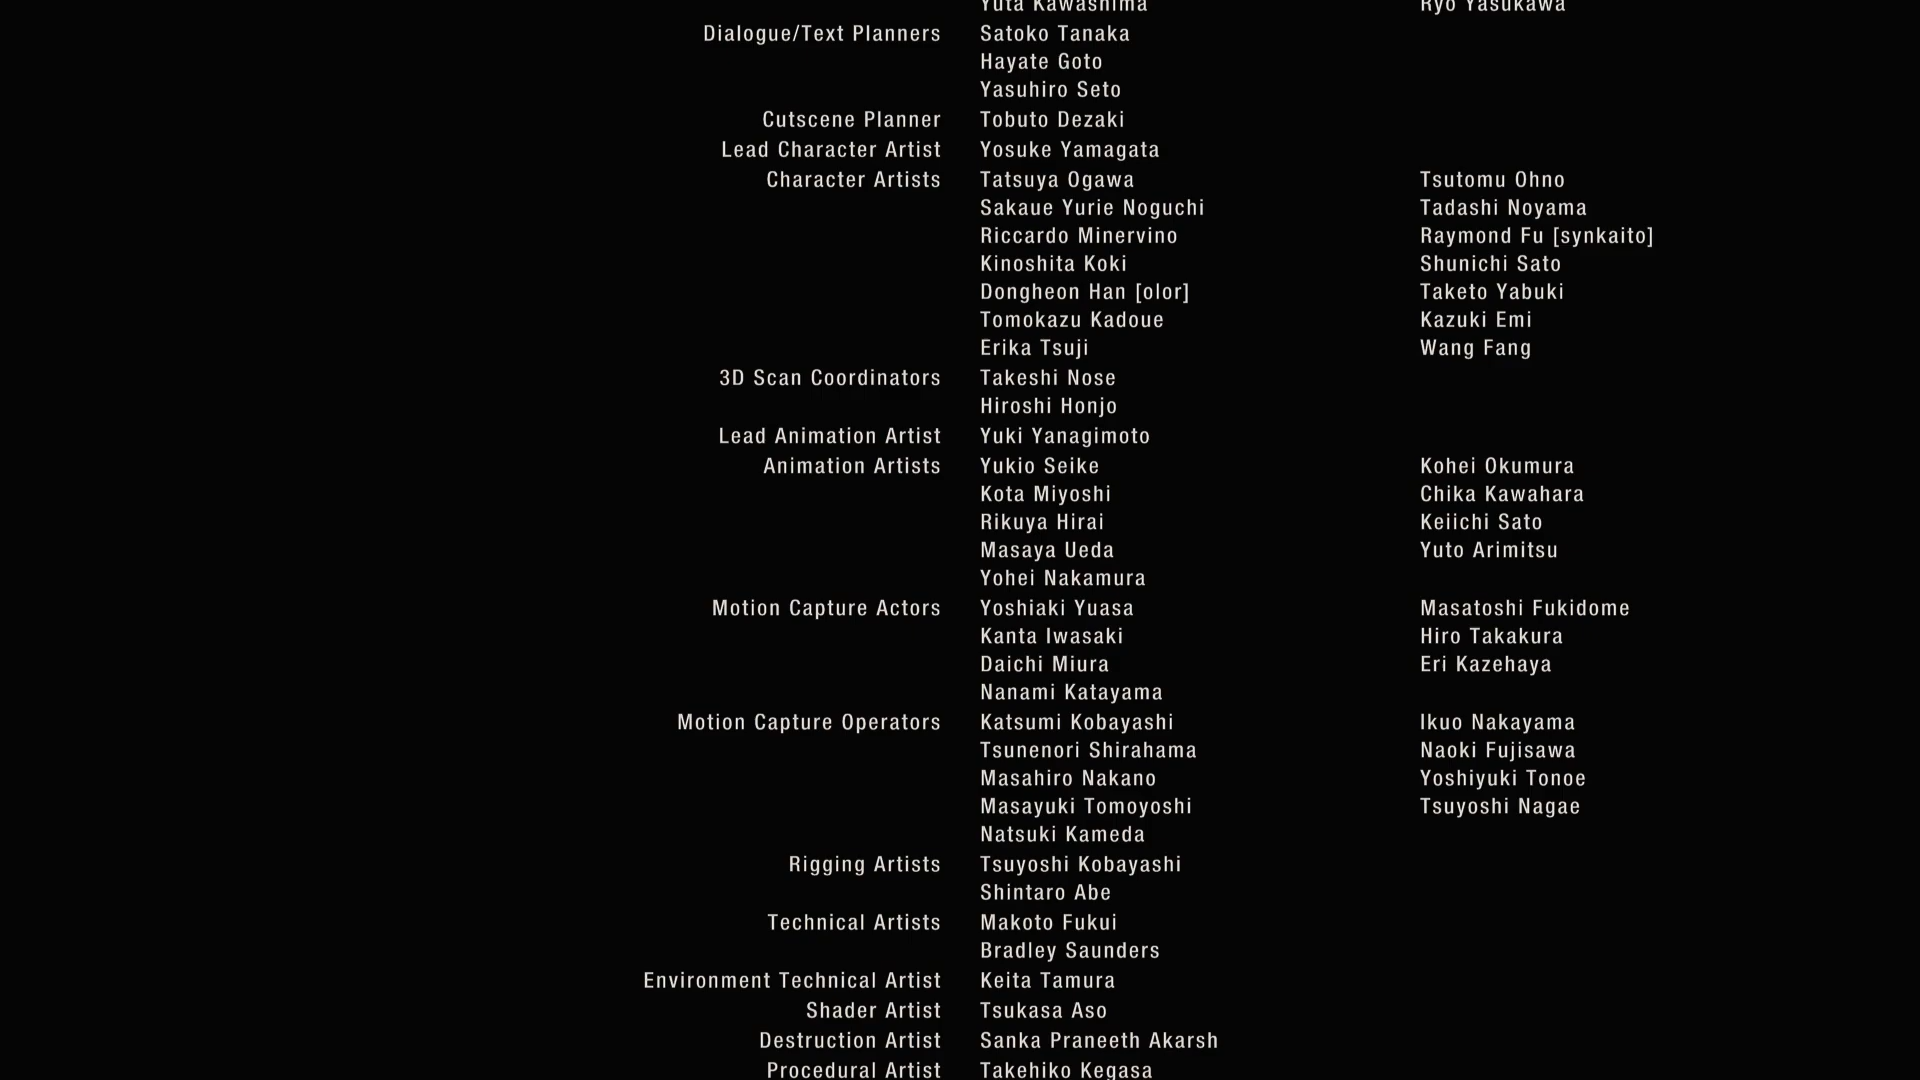 Yuta Kawashima Ryo Yasukawa
Dialogue/Text Planners Satoko Tanaka
Hayate Goto
Yasuhiro Seto
Cutscene Planner Tobuto Dezaki
Lead Character Artist Yosuke Yamagata
Character Artists Tatsuya Ogawa Tsutomu Ohno
Sakaue Yurie Noguchi Tadashi Noyama
Riccardo Minervino Raymond Fu [synkaito]
Kinoshita Koki Shunichi Sato
Dongheon Han [olor] Taketo Yabuki
Tomokazu Kadoue Kazuki Emi
Erika Tsuji Wang Fang
3D Scan Coordinators Takeshi Nose
Hiroshi Honjo
Lead Animation Artist Yuki Yanagimoto
Animation Artists Yukio Seike Kohei Okumura
Kota Miyoshi Chika Kawahara
Rikuya Hirai Keiichi Sato
Masaya Ueda Yuto Arimitsu
Yohei Nakamura
Motion Capture Actors Yoshiaki Yuasa Masatoshi Fukidome
Kanta Iwasaki Hiro Takakura
Daichi Miura Eri Kazehaya
Nanami Katayama
Motion Capture Operators Katsumi Kobayashi Ikuo Nakayama
Tsunenori Shirahama Naoki Fujisawa
Masahiro Nakano Yoshiyuki Tonoe
Masayuki Tomoyoshi Tsuyoshi Nagae
Natsuki Kameda
Rigging Artists Tsuyoshi Kobayashi
Shintaro Abe
Technical Artists Makoto Fukui
Bradley Saunders
Environment Technical Artist Keita Tamura
Shader Artist Tsukasa Aso
Destruction Artist Sanka Praneeth Akarsh
Procedural Artist Takehiko Kegasa